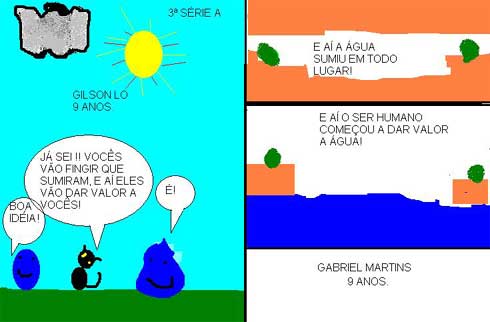 3ª SÉRIE A
GILSON LO
9 ANOS.
JÁ SEI !! VOCÊS
VÃO FINGIR QUE
SUMIRAM, E AÍ ELES
VÃO DAR VALOR A
VOCÊS!
BOA
IDÉIA!
É!
E AÍ A ÁGUA
SUMIU EM TODO
LUGAR!
E AÍ O SER HUMANO
COMEÇOU A DAR VALOR
A ÁGUA!
GABRIEL MARTINS
9 ANOS.